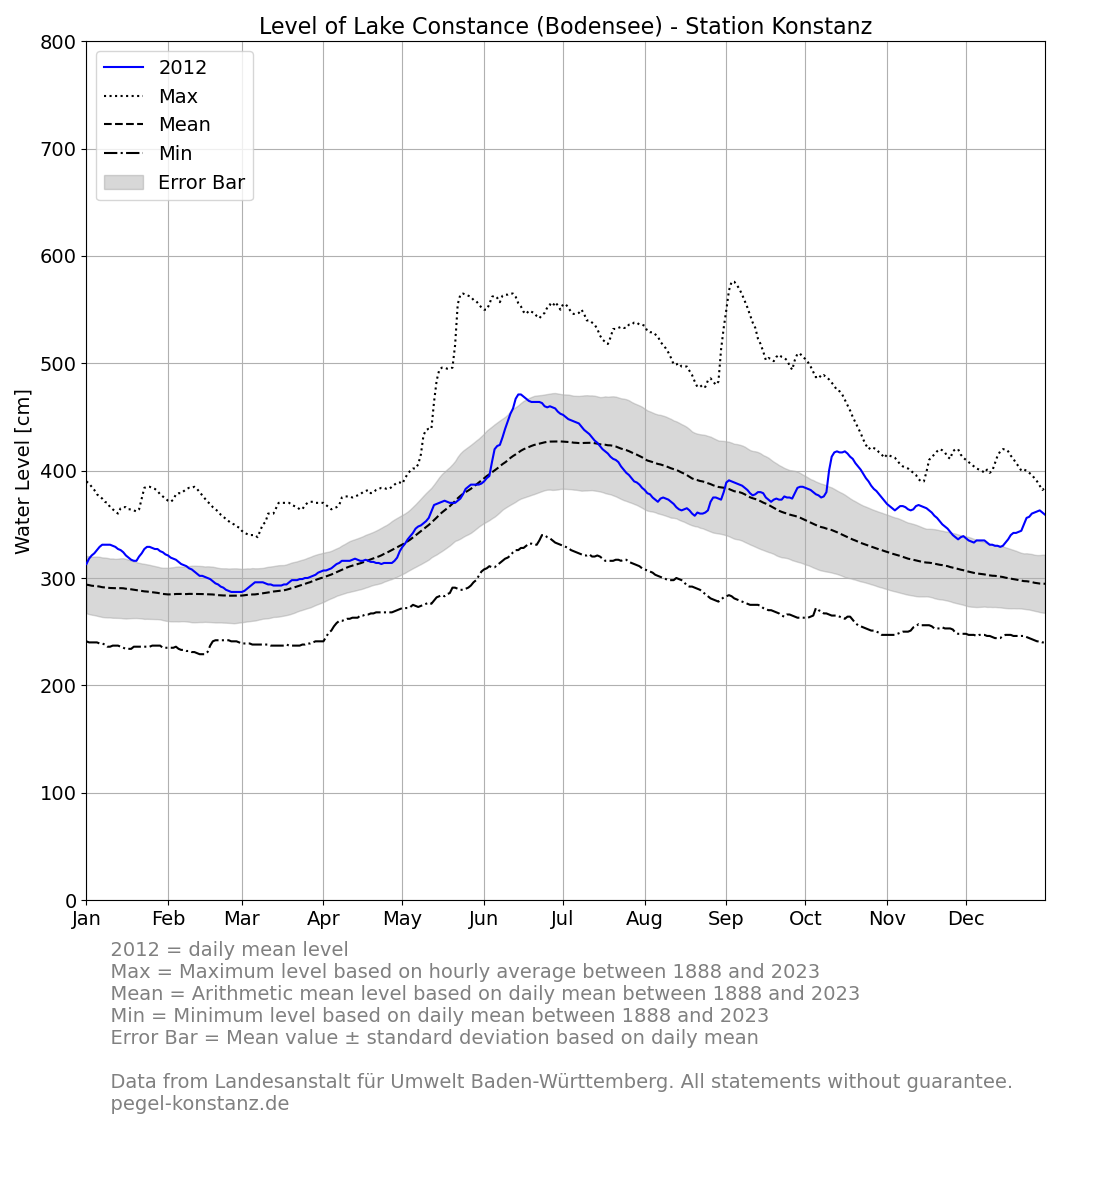 Level of Lake Constance (Bodensee) - Station Konstanz
800
700
600
500
400
300
200
100
0
Water Level [cm]
2012
Max
Mean
Min
Error Bar
Jan Feb Mar Apr May Jun Jul Aug Sep Oct Nov Dec
2012 = daily mean level
Max = Maximum level based on hourly average between 1888 and 2023
Mean = Arithmetic mean level based on daily mean between 1888 and 2023
Min = Minimum level based on daily mean between 1888 and 2023
Error Bar = Mean value ± standard deviation based on daily mean
Data from Landesanstalt für Umwelt Baden-Württemberg. All statements without guarantee.
pegel-konstanz.de